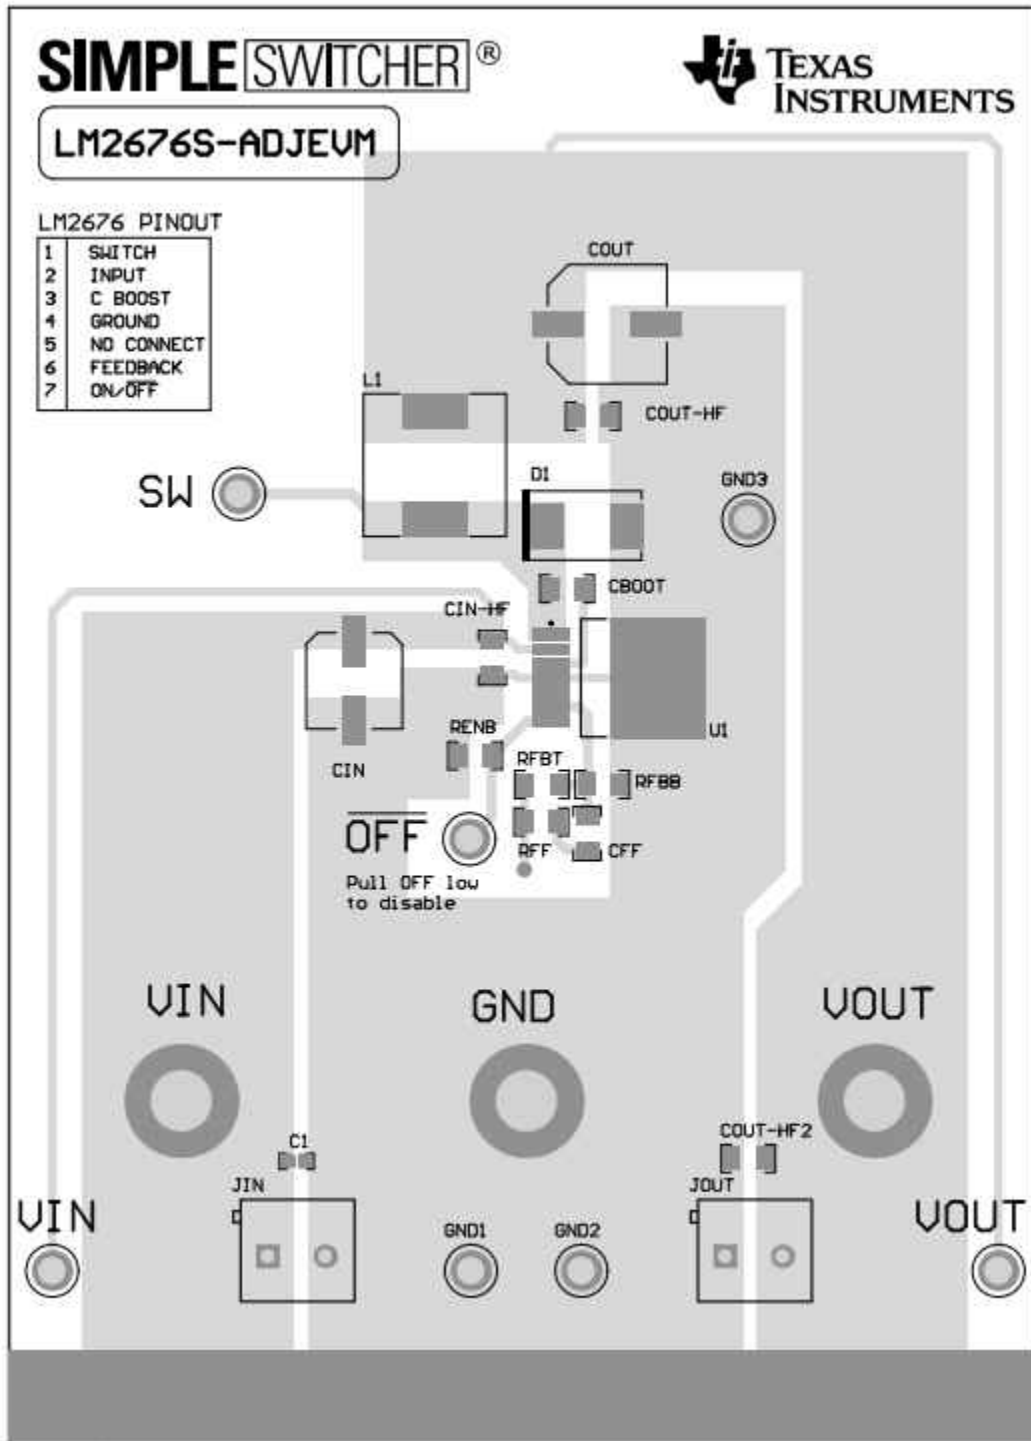 SIMPLE SWITCHER®
TEXAS INSTRUMENTS
LM2676S-ADJEVM
LM2676 PINOUT
1 SWITCH
2 INPUT
3 C BOOST
4 GROUND
5 NO CONNECT
6 FEEDBACK
7 ON/OFF
COUT
L1
COUT-HF
D1
GND3
SW
CBOOT
CIN-HF
U1
RENB
RFBT
RFBB
CIN
OFF
RFF
CFF
Pull OFF low
to disable
VIN
GND
VOUT
C1
COUT-HF2
JIN
JOUT
VIN
GND1
GND2
VOUT